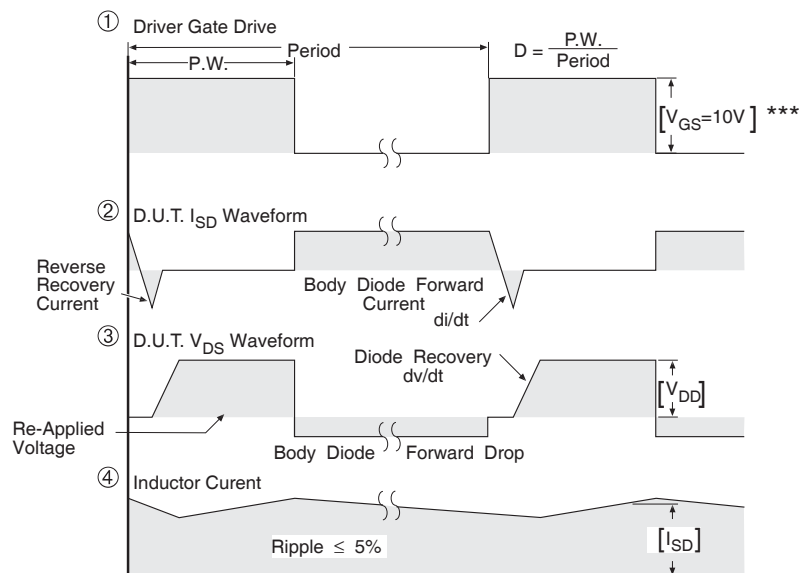 ① Driver Gate Drive
P.W.
Period
D = P.W.
Period
[VGS=10V] ***
② D.U.T. ISD Waveform
Reverse
Recovery
Current
Body Diode Forward
Current
di/dt
③ D.U.T. VDS Waveform
Diode Recovery
dv/dt
[VDD]
Re-Applied
Voltage
Body Diode Forward Drop
④ Inductor Curent
Ripple ≤ 5%
[ISD]